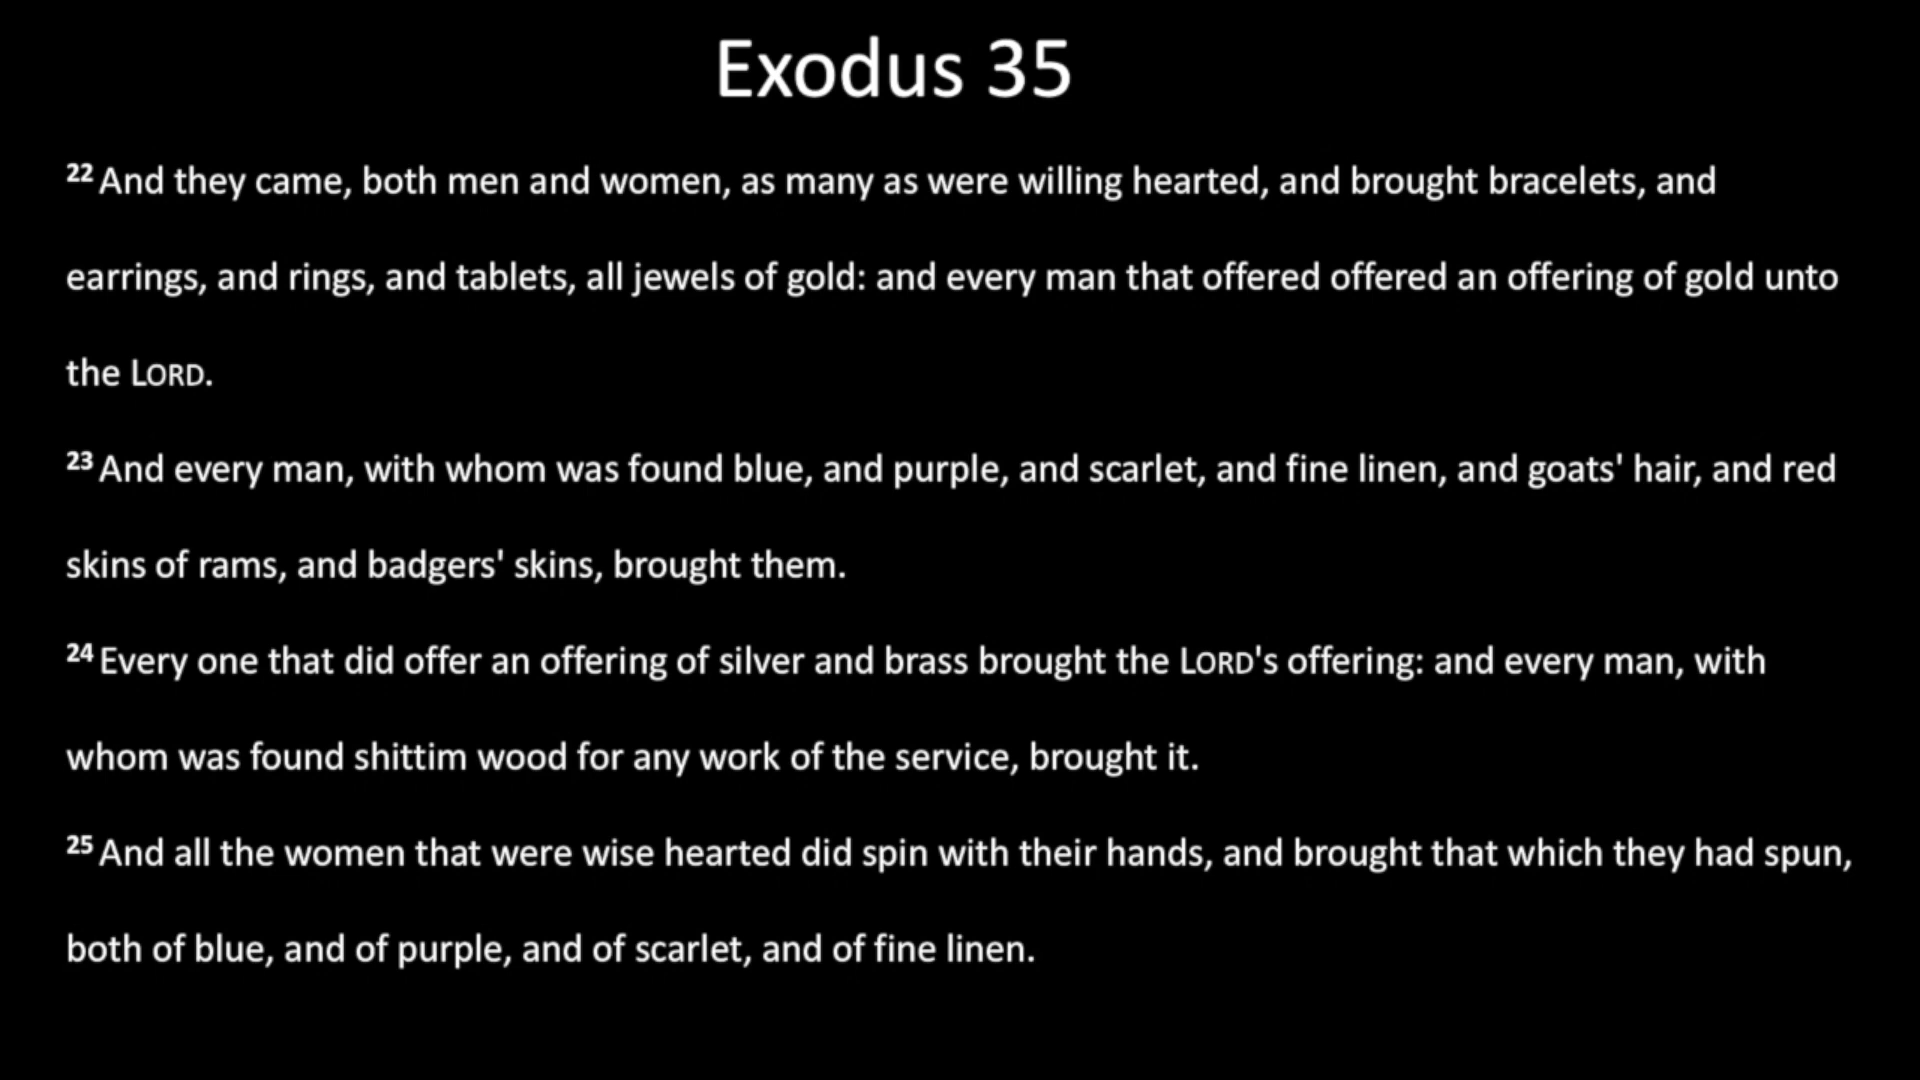 Exodus 35
22 And they came, both men and women, as many as were willing hearted, and brought bracelets, and
earrings, and rings, and tablets, all jewels of gold: and every man that offered offered an offering of gold unto
the LORD.
23 And every man, with whom was found blue, and purple, and scarlet, and fine linen, and goats' hair, and red
skins of rams, and badgers' skins, brought them.
24 Every one that did offer an offering of silver and brass brought the LORD's offering: and every man, with
whom was found shittim wood for any work of the service, brought it.
25 And all the women that were wise hearted did spin with their hands, and brought that which they had spun,
both of blue, and of purple, and of scarlet, and of fine linen.